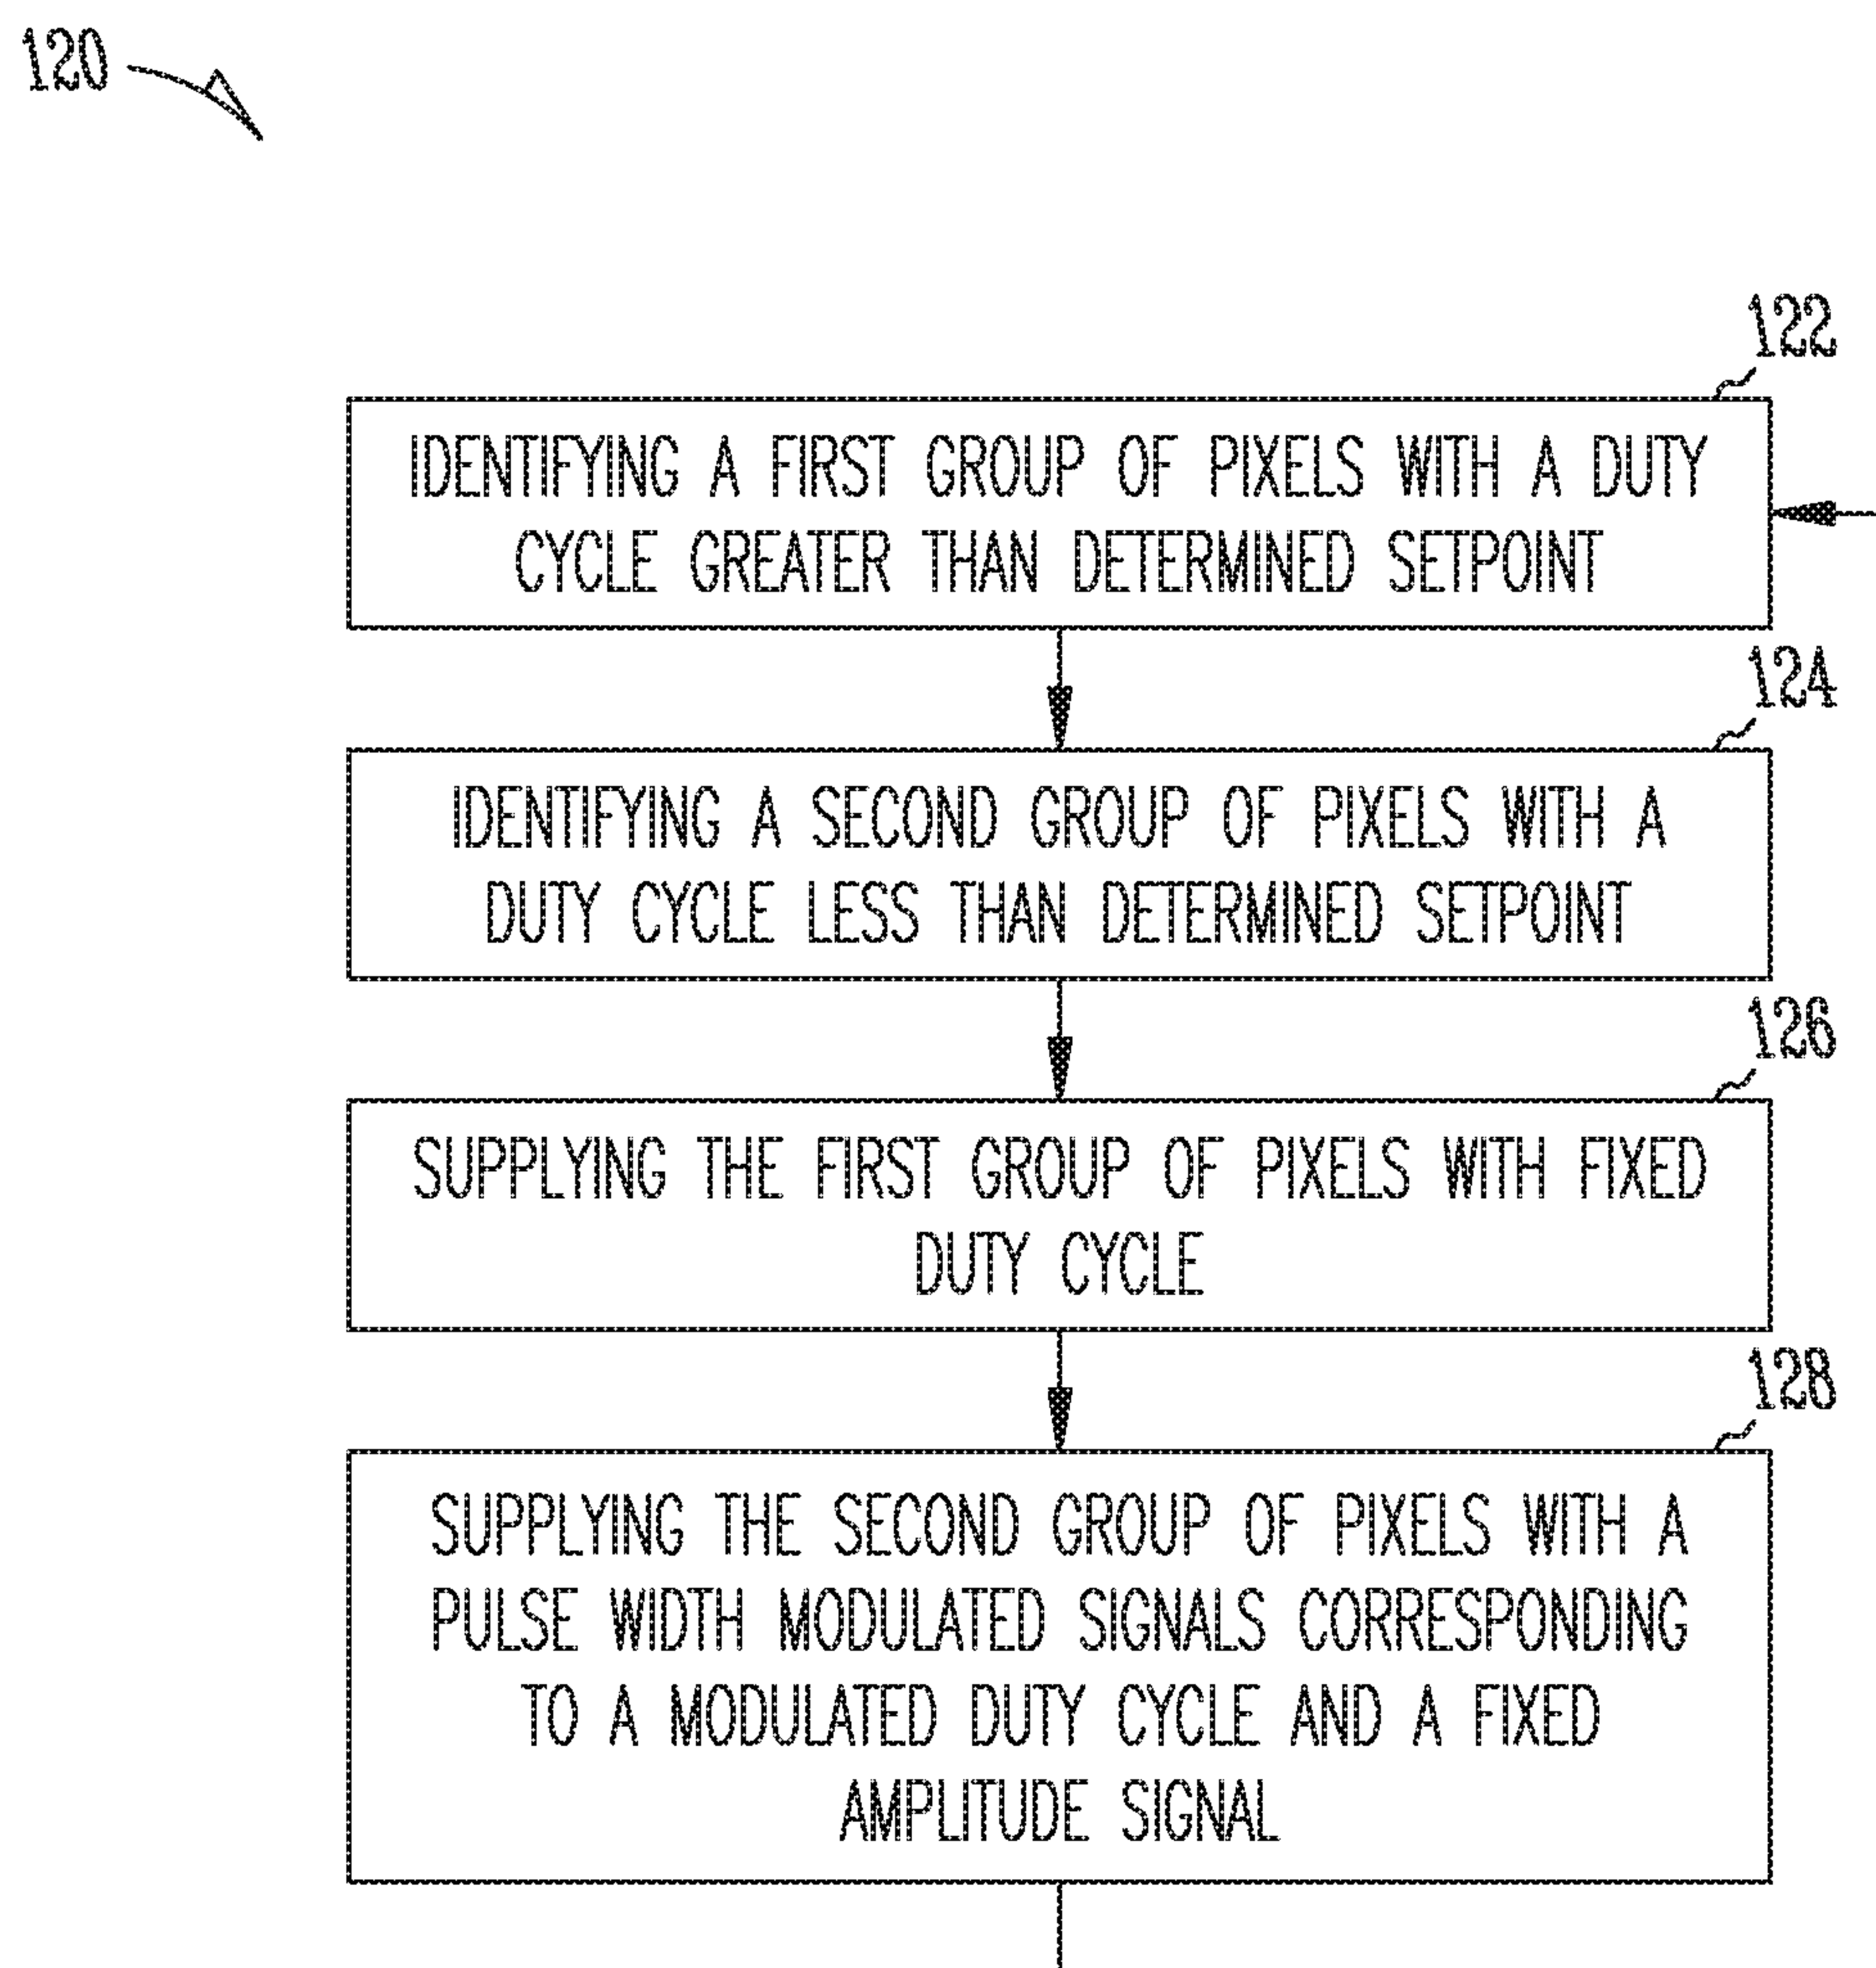 120
122
IDENTIFYING A FIRST GROUP OF PIXELS WITH A DUTY
CYCLE GREATER THAN DETERMINED SETPOINT
124
IDENTIFYING A SECOND GROUP OF PIXELS WITH A
DUTY CYCLE LESS THAN DETERMINED SETPOINT
126
SUPPLYING THE FIRST GROUP OF PIXELS WITH FIXED
DUTY CYCLE
128
SUPPLYING THE SECOND GROUP OF PIXELS WITH A
PULSE WIDTH MODULATED SIGNALS CORRESPONDING
TO A MODULATED DUTY CYCLE AND A FIXED
AMPLITUDE SIGNAL